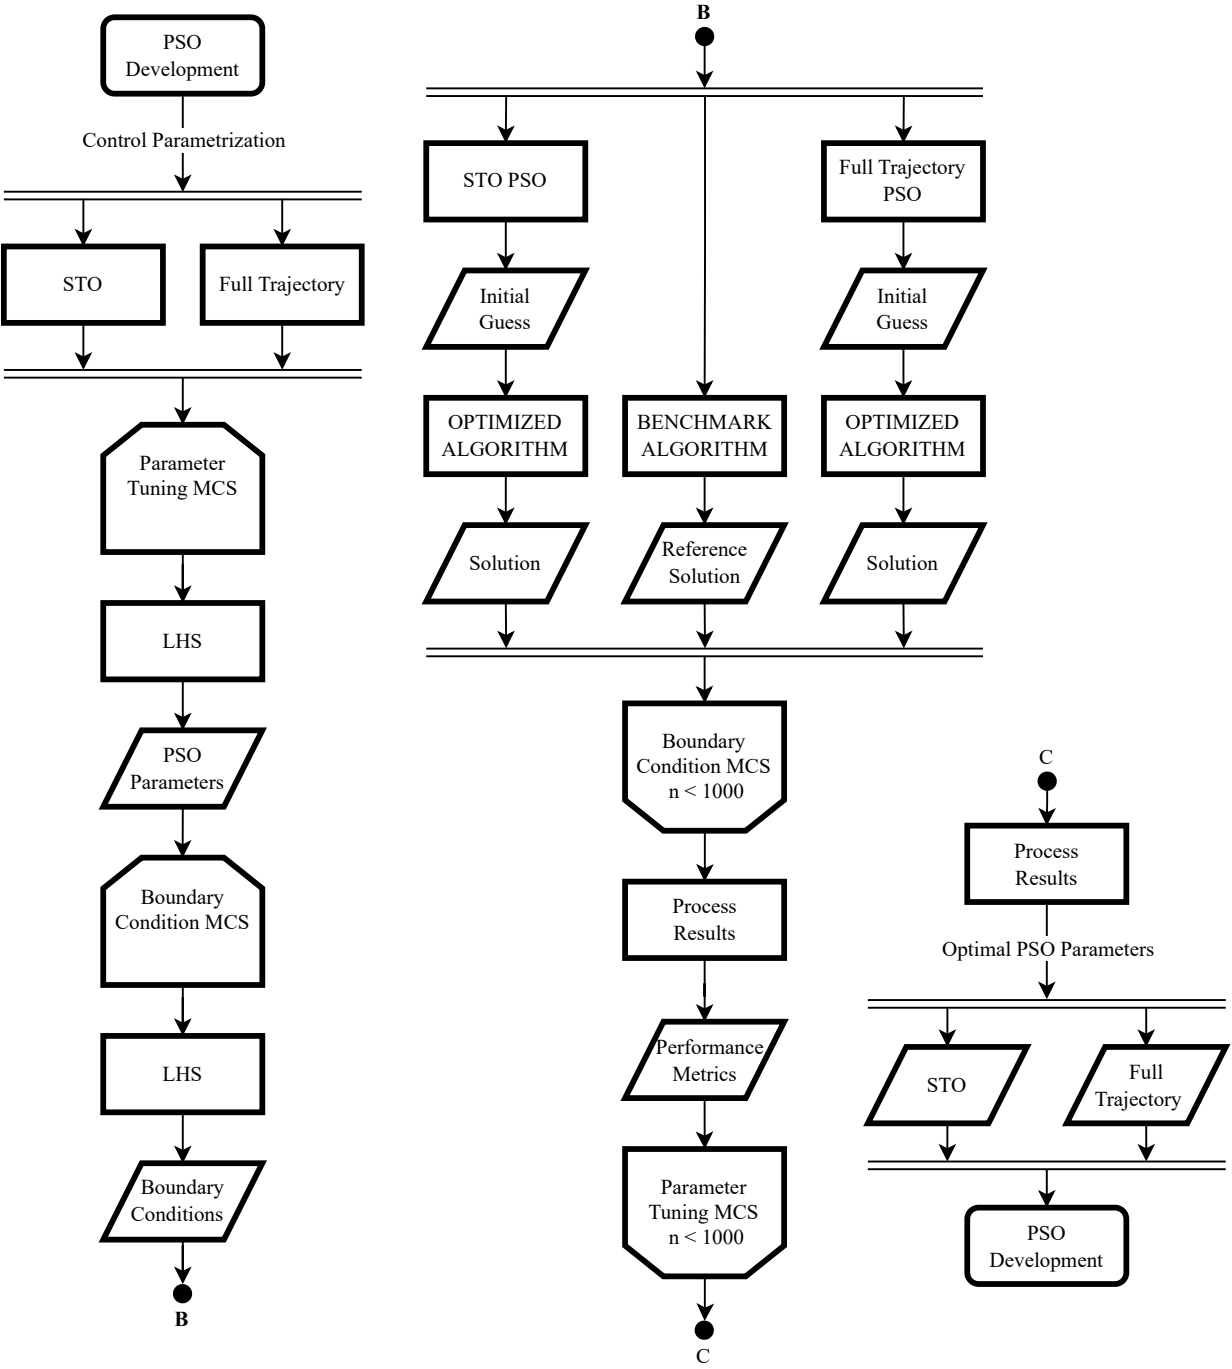 PSO
Development
Control Parametrization
STO
Full Trajectory
Parameter
Tuning MCS
LHS
PSO
Parameters
Boundary
Condition MCS
LHS
Boundary
Conditions
B
B
STO PSO
Full Trajectory
PSO
Initial
Guess
Initial
Guess
OPTIMIZED
ALGORITHM
BENCHMARK
ALGORITHM
OPTIMIZED
ALGORITHM
Solution
Reference
Solution
Solution
Boundary
Condition MCS
n < 1000
Process
Results
Performance
Metrics
Parameter
Tuning MCS
n < 1000
C
C
Process
Results
Optimal PSO Parameters
STO
Full
Trajectory
PSO
Development